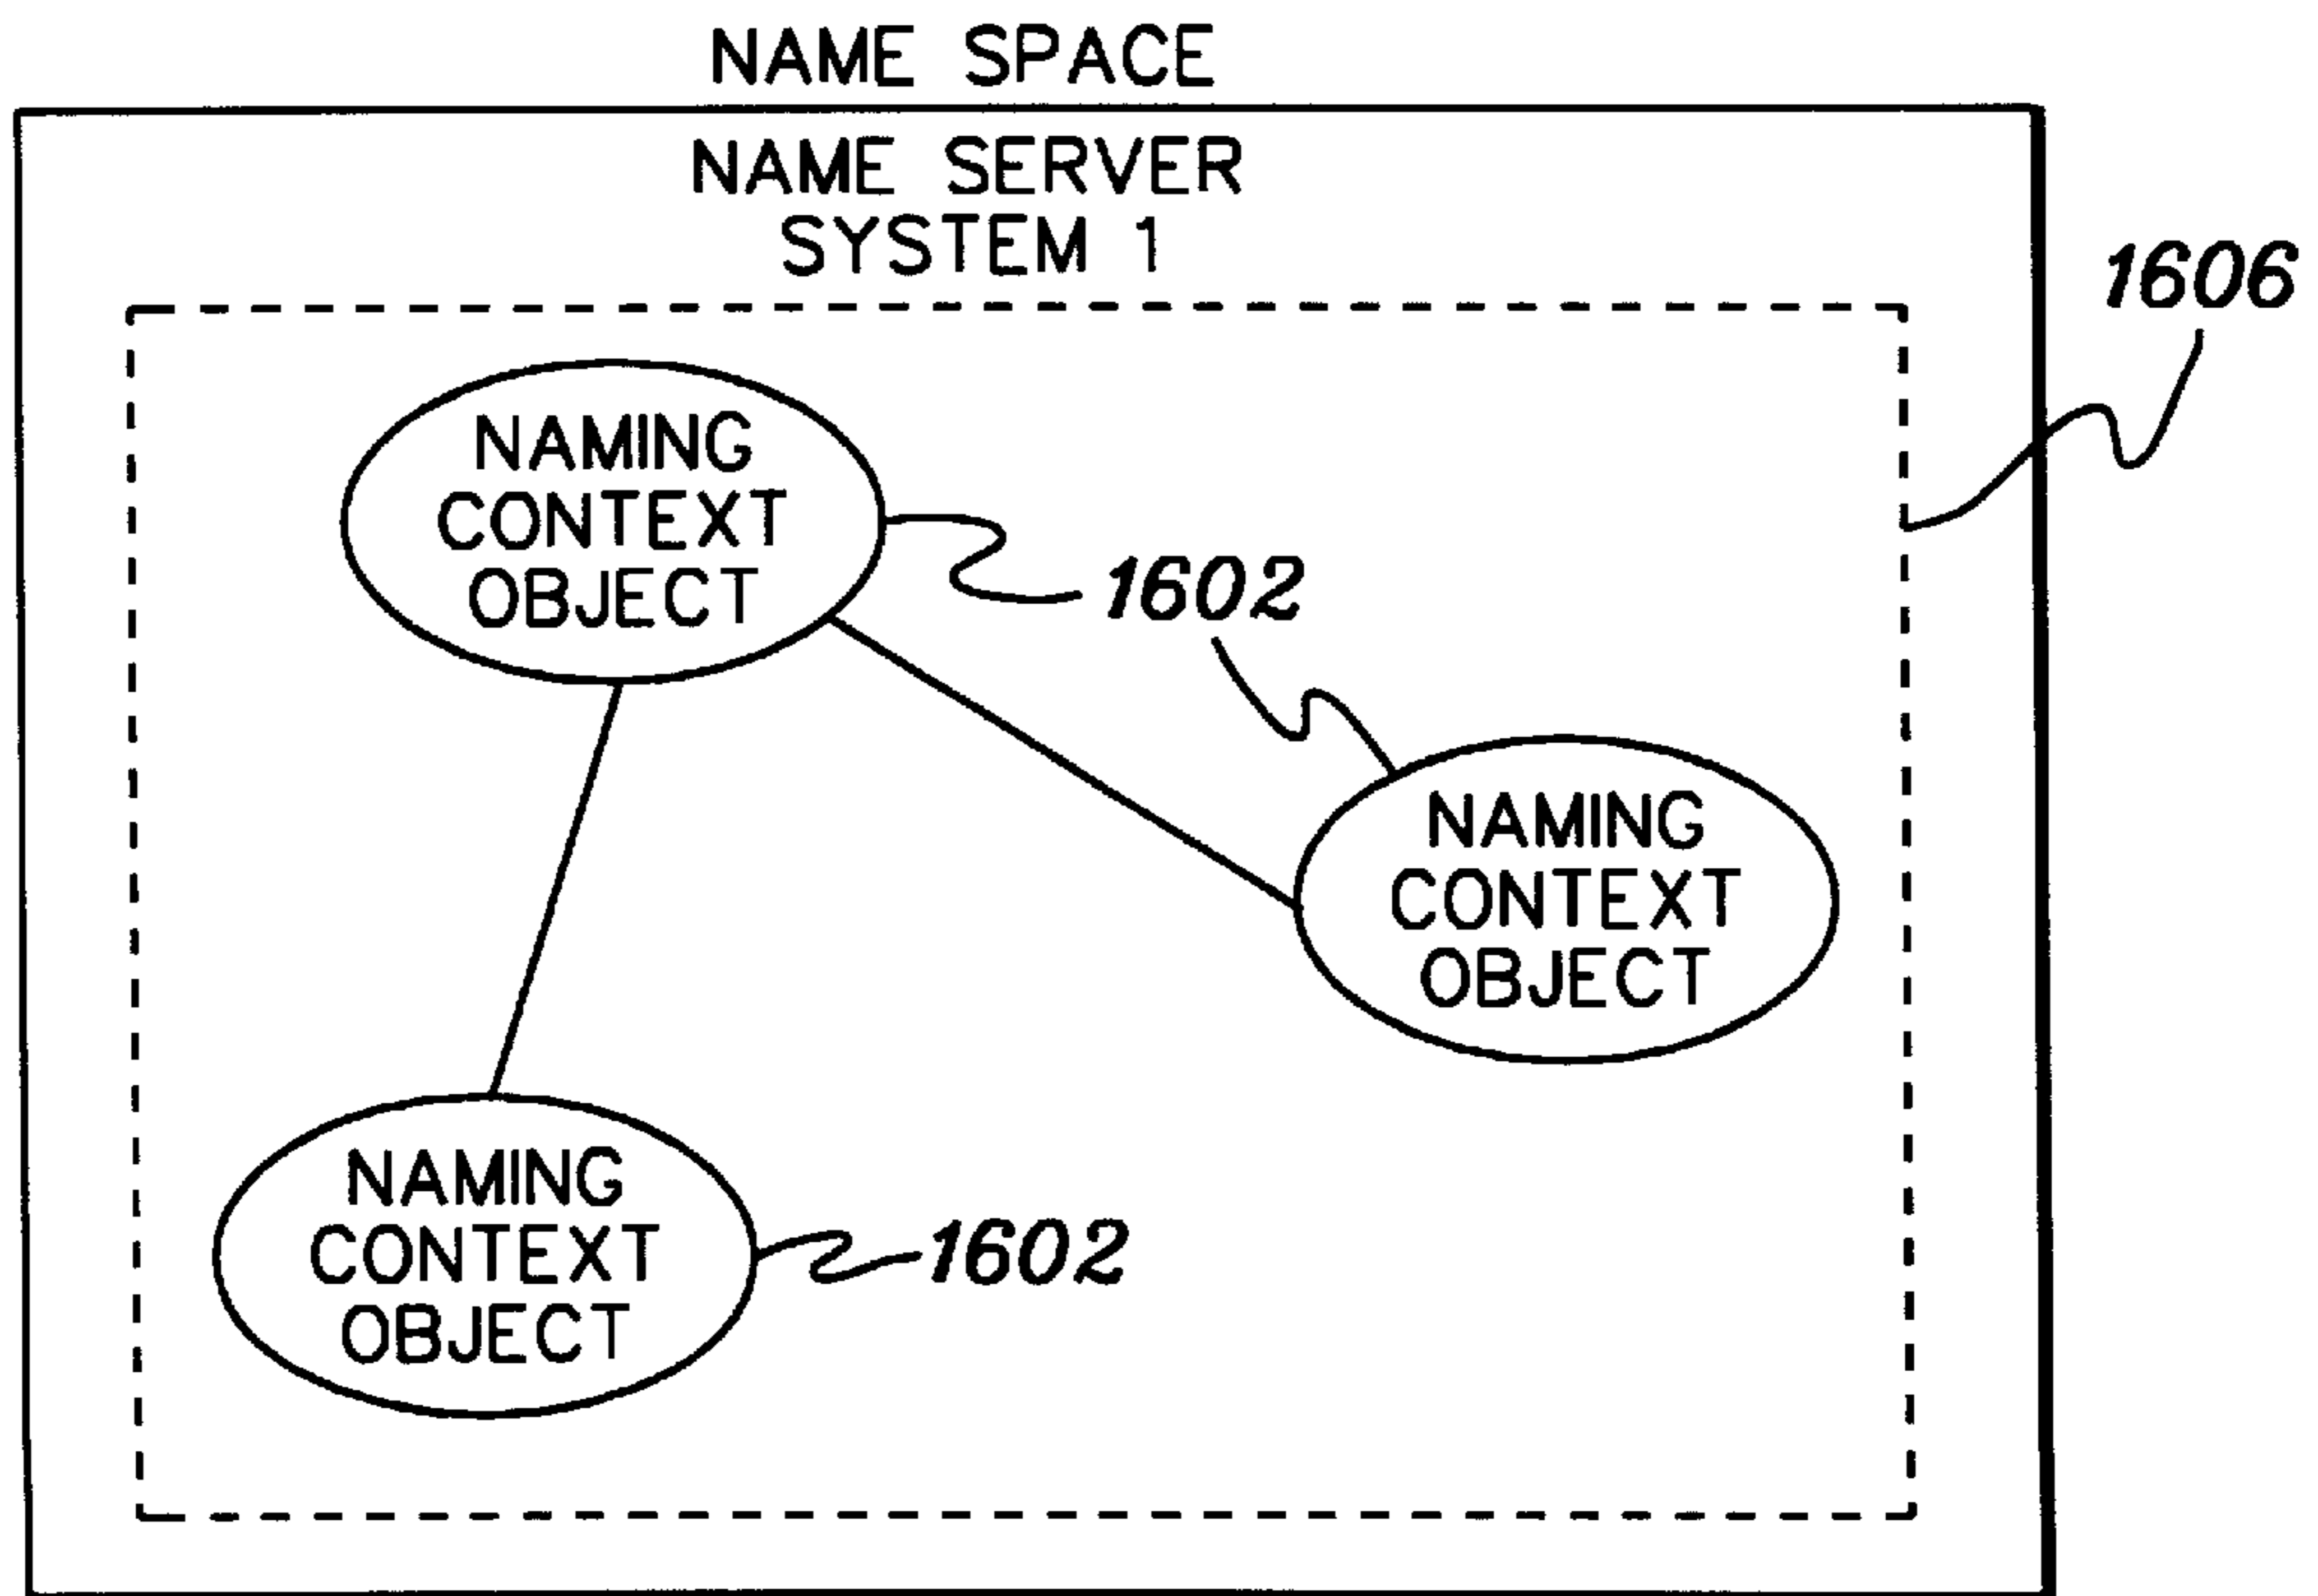 NAME SPACE
NAME SERVER
SYSTEM 1
1606
NAMING
CONTEXT
OBJECT
1602
NAMING
CONTEXT
OBJECT
NAMING
CONTEXT
OBJECT
1602